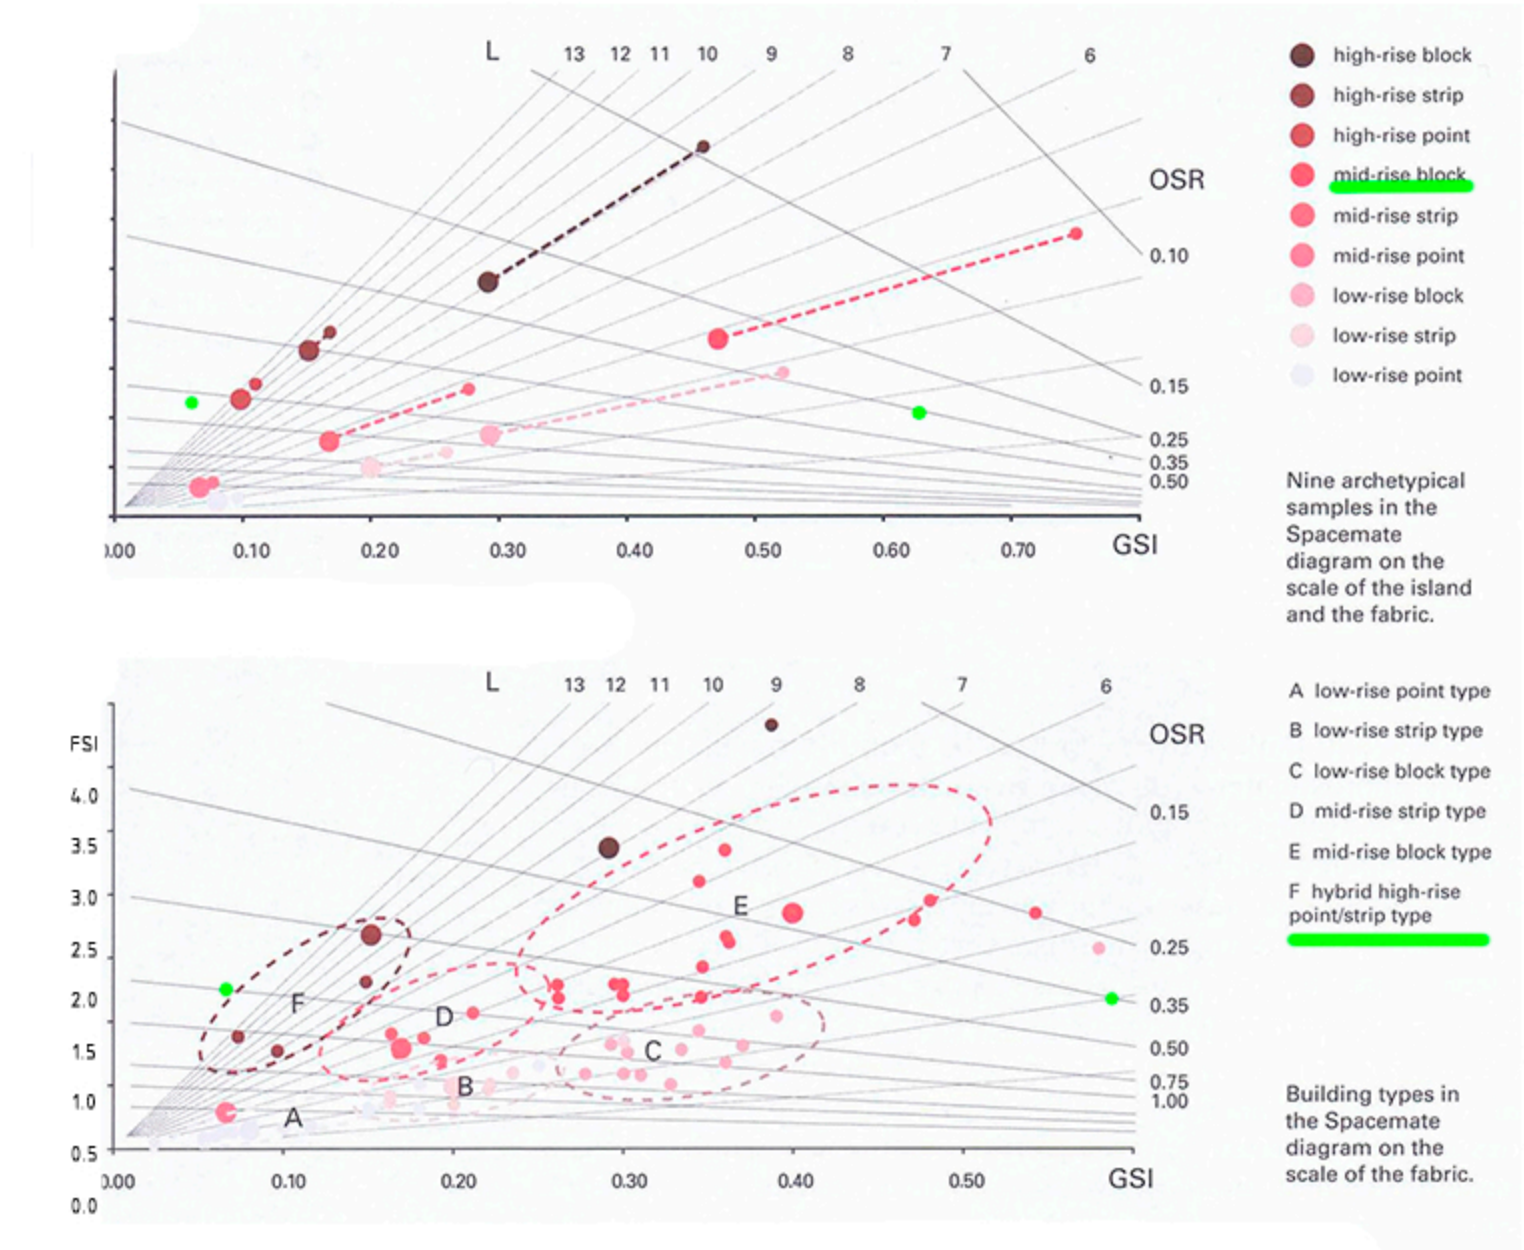 L 13 12 11 10 9 8 7 6
OSR
0.10
0.15
0.25
0.35
0.50
0.00 0.10 0.20 0.30 0.40 0.50 0.60 0.70 GSI
high-rise block
high-rise strip
high-rise point
mid-rise block
mid-rise strip
mid-rise point
low-rise block
low-rise strip
low-rise point
Nine archetypical
samples in the
Spacemate
diagram on the
scale of the island
and the fabric.
L 13 12 11 10 9 8 7 6
OSR
FSI
4.0
3.5
3.0
2.5
2.0
1.5
1.0
0.5
0.0
E
F
D
C
B
A
0.15
0.25
0.35
0.50
0.75
1.00
0.00 0.10 0.20 0.30 0.40 0.50 GSI
A low-rise point type
B low-rise strip type
C low-rise block type
D mid-rise strip type
E mid-rise block type
F hybrid high-rise
point/strip type
Building types in
the Spacemate
diagram on the
scale of the fabric.